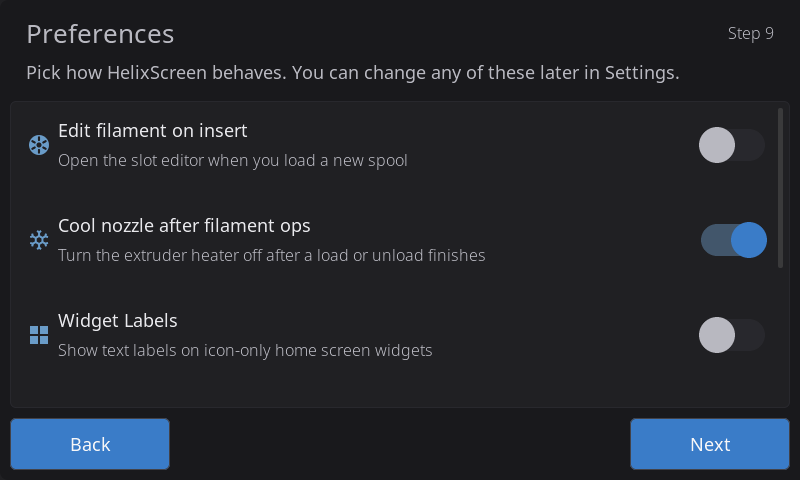 Preferences
Step 9
Pick how HelixScreen behaves. You can change any of these later in Settings.
Edit filament on insert
Open the slot editor when you load a new spool
Cool nozzle after filament ops
Turn the extruder heater off after a load or unload finishes
Widget Labels
Show text labels on icon-only home screen widgets
Back
Next